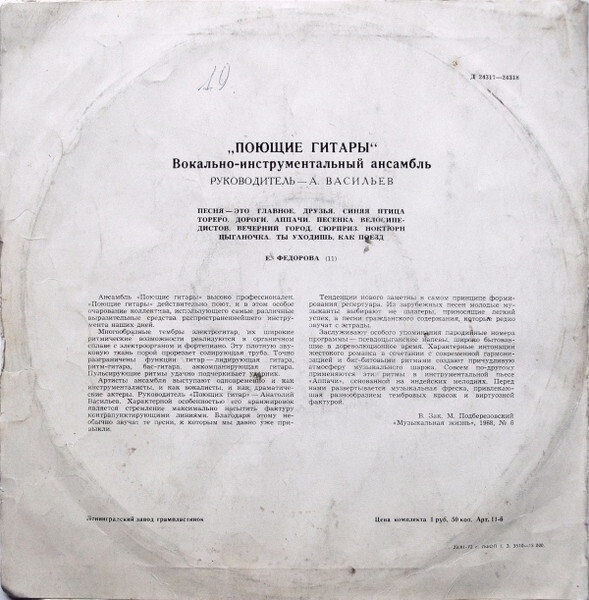 19
Д 24317—24318
„ПОЮЩИЕ ГИТАРЫ“
Вокально-инструментальный ансамбль
РУКОВОДИТЕЛЬ — А. ВАСИЛЬЕВ
ПЕСНЯ — ЭТО ГЛАВНОЕ, ДРУЗЬЯ. СИНЯЯ ПТИЦА
ТОРЕРО. ДОРОГИ. АПАЧИ. ПЕСЕНКА ВЕЛОСИПЕ-
ДИСТОВ. ВЕЧЕРНИЙ ГОРОД. СЮРПРИЗ. НОКТЮРН
ЦЫГАНОЧКА. ТЫ УХОДИШЬ, КАК ПОЕЗД
Е. ФЕДОРОВА (11)
Ансамбль «Поющие гитары» высоко профессионален.
«Поющие гитары» действительно поют, и в этом особое
очарование коллектива, использующего самые различные
выразительные средства распространеннейшего инстру-
мента наших дней.
Многообразные тембры электрогитар, их широкие
ритмические возможности реализуются в органичном
сплаве с электроорганом и фортепиано. Эту плотную зву-
ковую ткань порой прорезает солирующая труба. Точно
разграничены функции гитар — лидирующая гитара,
ритм-гитара, бас-гитара, аккомпанирующая гитара.
Пульсирующие ритмы удачно подчеркивает ударник.
Артисты ансамбля выступают одновременно и как
инструменталисты, и как вокалисты, и как драматиче-
ские актеры. Руководитель «Поющих гитар» — Анатолий
Васильев. Характерной особенностью его аранжировок
является стремление максимально насытить фактуру
контрапунктирующими линиями. Благодаря этому не-
обычно звучат те песни, к которым мы давно уже при-
выкли.
Тенденции нового заметны в самом принципе форми-
рования репертуара. Из зарубежных песен молодые му-
зыканты выбирают не шлягеры, приносящие легкий
успех, а песни гражданского содержания, которые редко
звучат с эстрады.
Заслуживают особого упоминания пародийные номера
программы — псевдоцыганские напевы, широко бытовав-
шие в дореволюционное время. Характерные интонации
жестокого романса в сочетании с современной гармони-
зацией и биг-битовыми ритмами создают причудливую
атмосферу музыкального шаржа. Совсем по-другому
применяются эти ритмы в инструментальной пьесе
«Аппачи», основанной на индейских мелодиях. Перед
нами развертывается музыкальная фреска, привлекаю-
щая разнообразием тембровых красок и виртуозной
фактурой.
В. Зак, М. Подберезовский
«Музыкальная жизнь», 1968, № 6
Ленинградский завод грампластинок
Цена комплекта 1 руб. 30 коп. Арт. 11-6